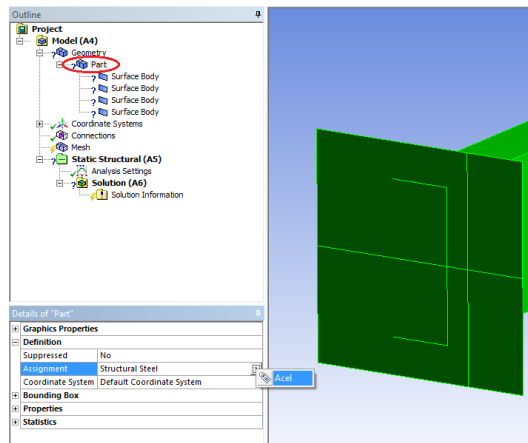 Outline
Project
Model (A4)
Geometry
Part
Surface Body
Surface Body
Surface Body
Surface Body
Coordinate Systems
Connections
Mesh
Static Structural (A5)
Analysis Settings
Solution (A6)
Solution Information
Details of "Part"
Graphics Properties
Definition
Suppressed No
Assignment Structural Steel
Acel
Coordinate System Default Coordinate System
Bounding Box
Properties
Statistics